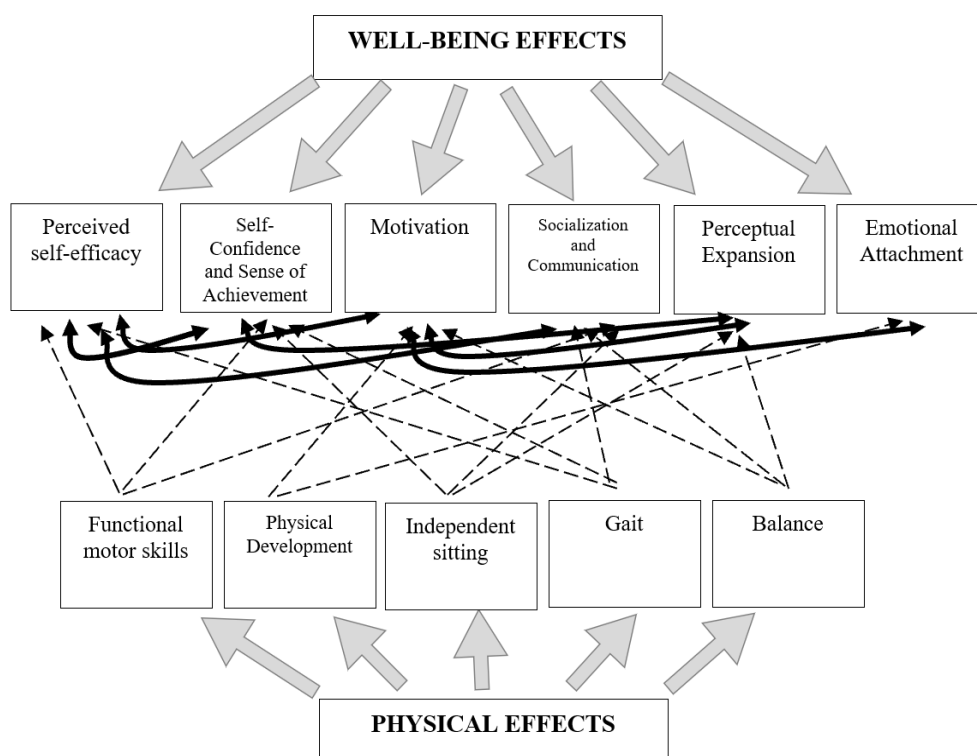 WELL-BEING EFFECTS
Perceived
self-efficacy
Self-
Confidence
and Sense of
Achievement
Motivation
Socialization
and
Communication
Perceptual
Expansion
Emotional
Attachment
Functional
motor skills
Physical
Development
Independent
sitting
Gait
Balance
PHYSICAL EFFECTS